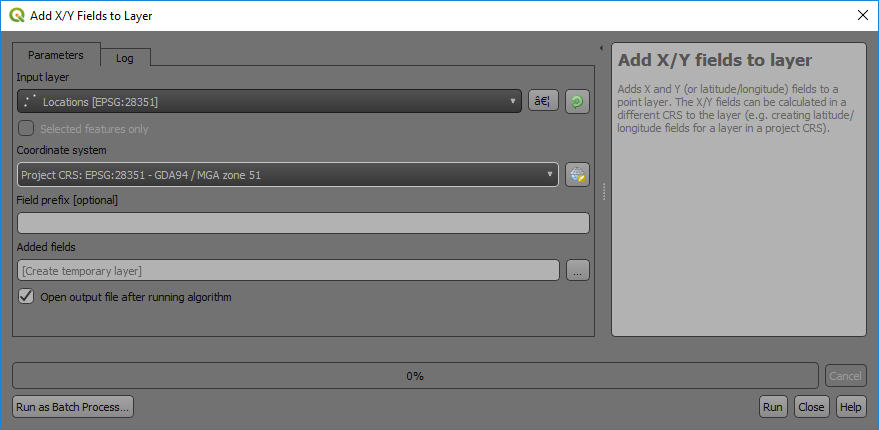 Add X/Y Fields to Layer
Parameters
Log
Input layer
Locations [EPSG:28351]
â€¦
Selected features only
Coordinate system
Project CRS: EPSG:28351 - GDA94 / MGA zone 51
Field prefix [optional]
Added fields
[Create temporary layer]
...
Open output file after running algorithm
Add X/Y fields to layer
Adds X and Y (or latitude/longitude) fields to a
point layer. The X/Y fields can be calculated in a
different CRS to the layer (e.g. creating latitude/
longitude fields for a layer in a project CRS).
0%
Cancel
Run as Batch Process...
Run
Close
Help